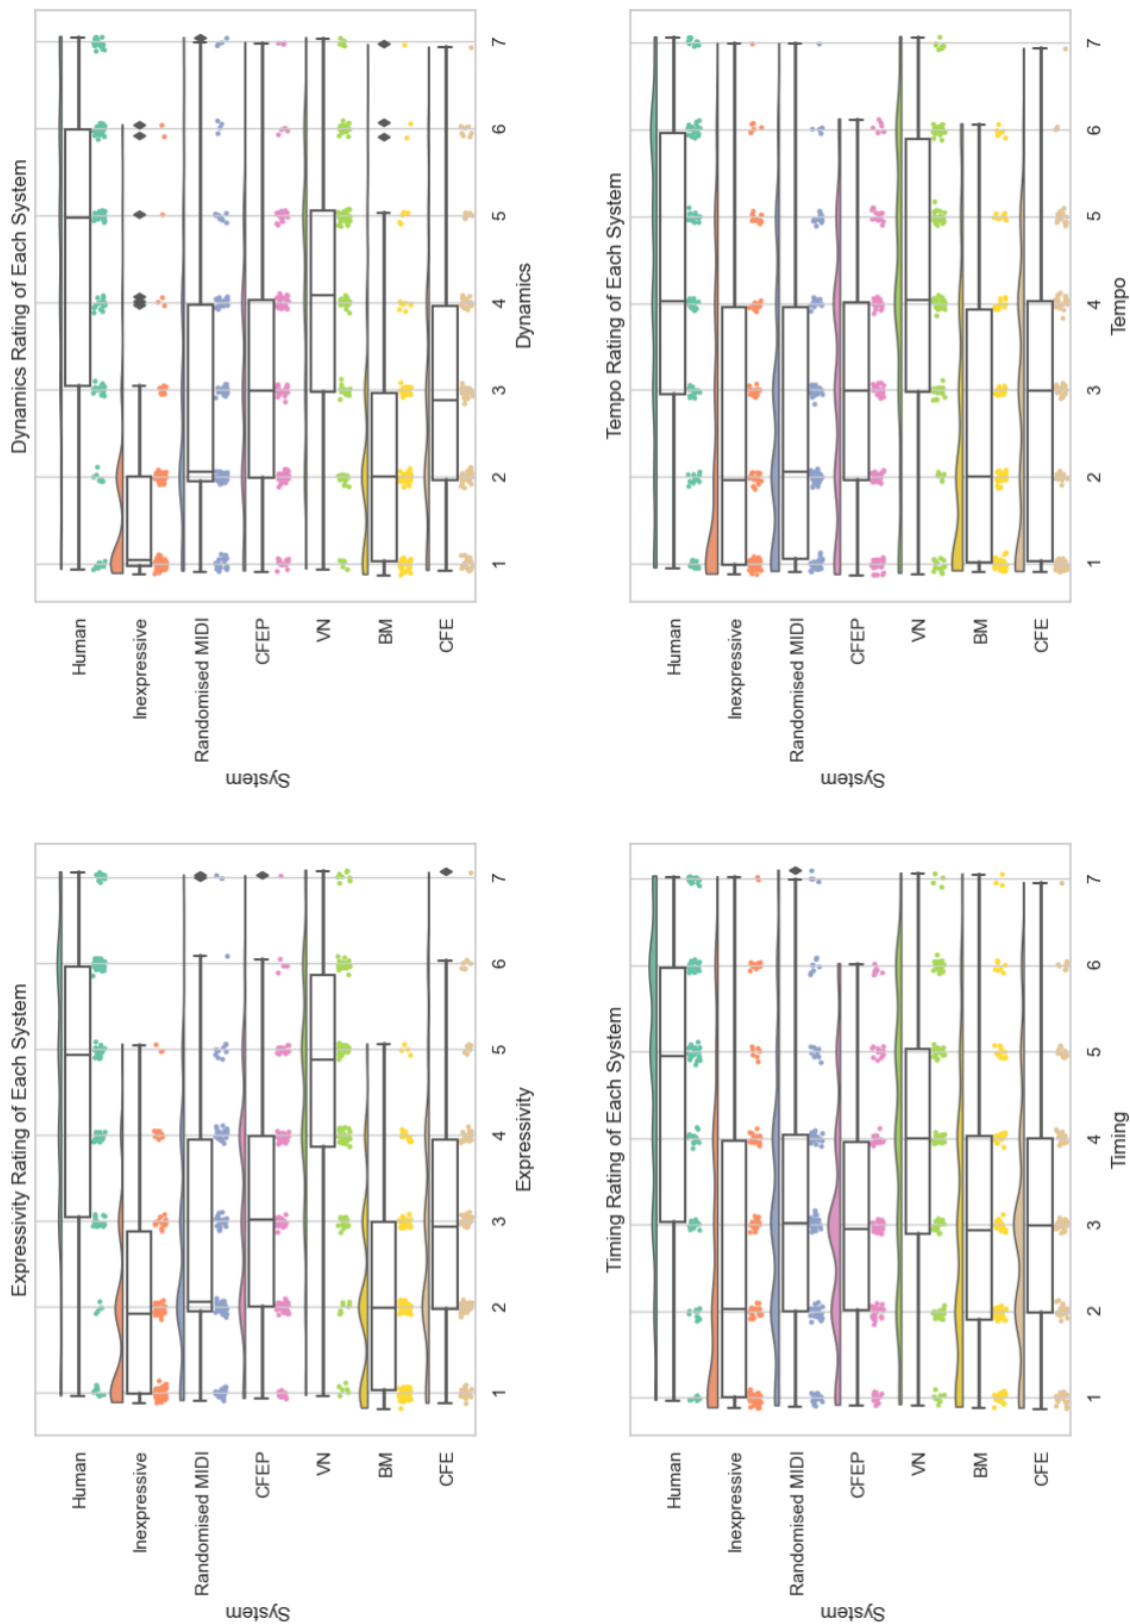 Expressivity Rating of Each System
System
Human
Inexpressive
Randomised MIDI
CFEP
VN
BM
CFE
1 2 3 4 5 6 7
Expressivity
Dynamics Rating of Each System
System
Human
Inexpressive
Randomised MIDI
CFEP
VN
BM
CFE
1 2 3 4 5 6 7
Dynamics
Timing Rating of Each System
System
Human
Inexpressive
Randomised MIDI
CFEP
VN
BM
CFE
1 2 3 4 5 6 7
Timing
Tempo Rating of Each System
System
Human
Inexpressive
Randomised MIDI
CFEP
VN
BM
CFE
1 2 3 4 5 6 7
Tempo